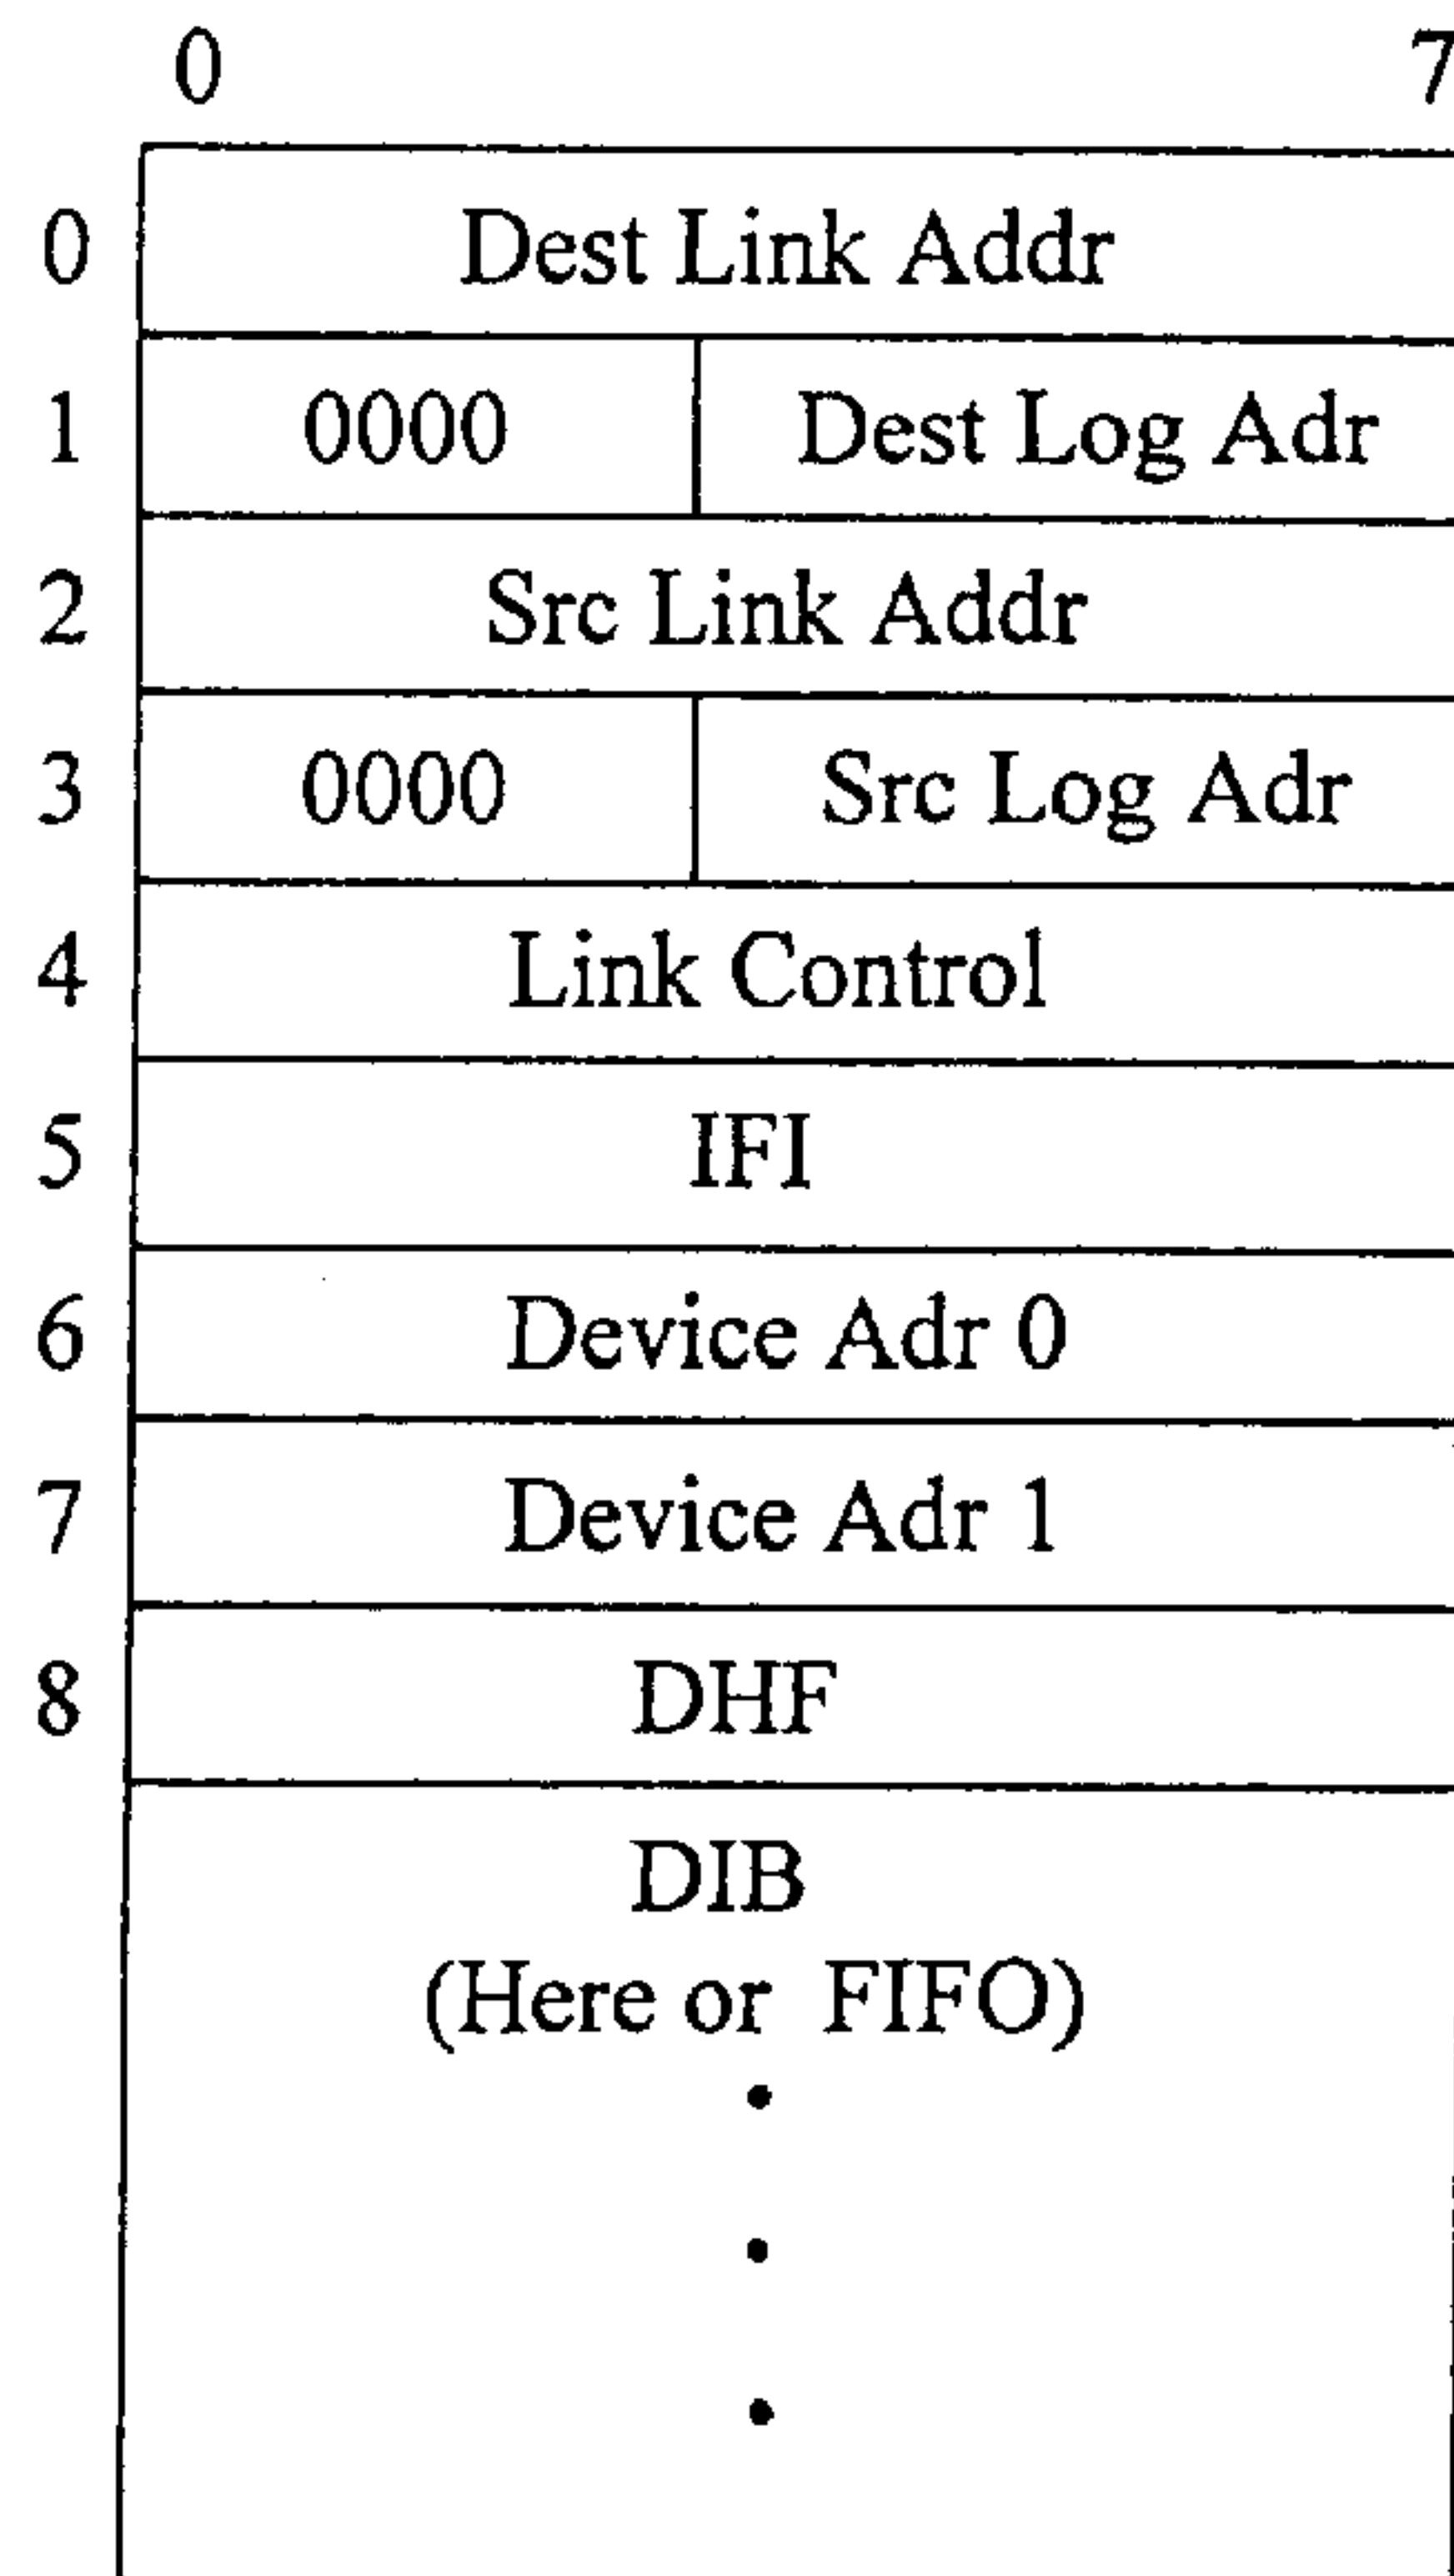 0 7
0 Dest Link Addr
1 0000 Dest Log Adr
2 Src Link Addr
3 0000 Src Log Adr
4 Link Control
5 IFI
6 Device Adr 0
7 Device Adr 1
8 DHF
DIB
(Here or FIFO)